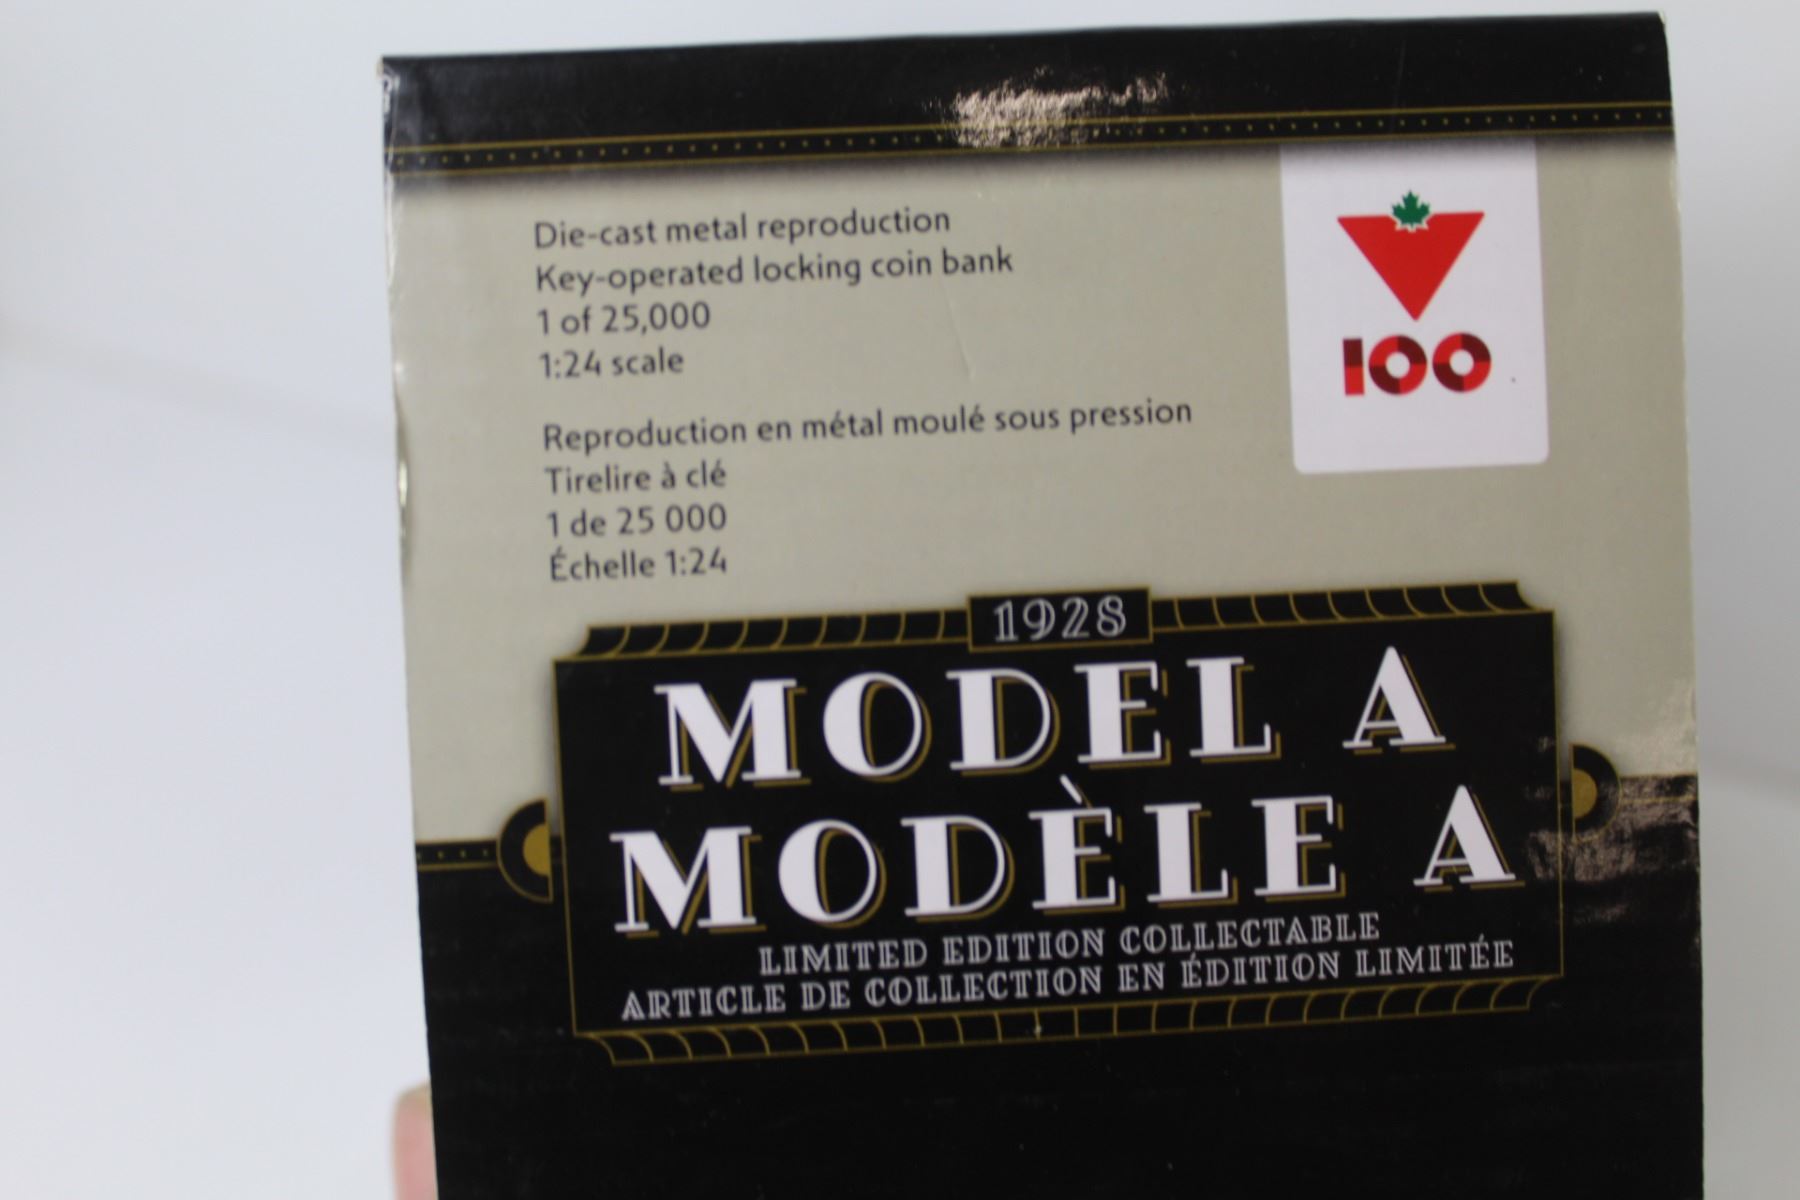 Die-cast metal reproduction
Key-operated locking coin bank
1 of 25,000
1:24 scale
Reproduction en métal moulé sous pression
Tirelire à clé
1 de 25 000
Échelle 1:24
100
1928
MODEL A
MODÈLE A
LIMITED EDITION COLLECTABLE
ARTICLE DE COLLECTION EN ÉDITION LIMITÉE